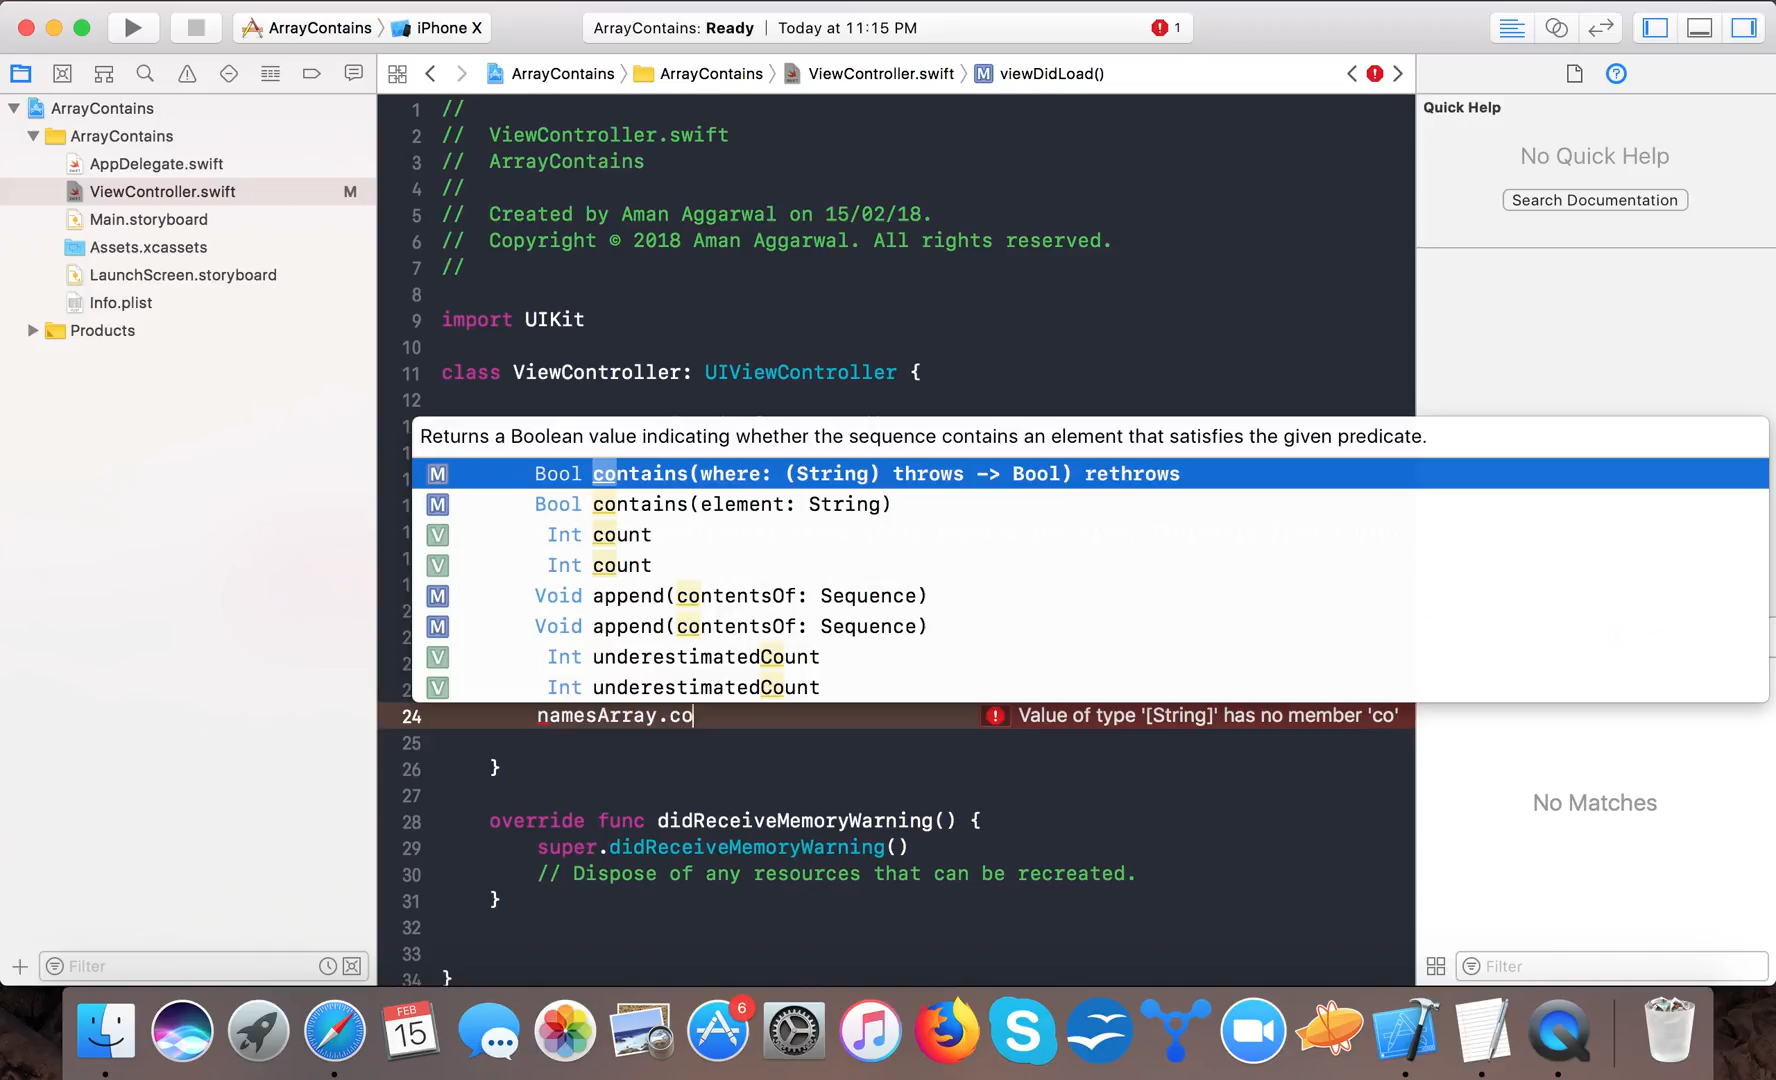 ArrayContains
iPhone X
ArrayContains: Ready
Today at 11:15 PM
1
ArrayContains
ArrayContains
ViewController.swift
M viewDidLoad()
ArrayContains
ArrayContains
AppDelegate.swift
ViewController.swift M
Main.storyboard
Assets.xcassets
LaunchScreen.storyboard
Info.plist
Products
Filter
1 //
2 // ViewController.swift
3 // ArrayContains
4 //
5 // Created by Aman Aggarwal on 15/02/18.
6 // Copyright © 2018 Aman Aggarwal. All rights reserved.
7 //
8
9 import UIKit
10
11 class ViewController: UIViewController {
12
Returns a Boolean value indicating whether the sequence contains an element that satisfies the given predicate.
M Bool contains(where: (String) throws -> Bool) rethrows
M Bool contains(element: String)
V Int count
V Int count
M Void append(contentsOf: Sequence)
M Void append(contentsOf: Sequence)
V Int underestimatedCount
V Int underestimatedCount
24 namesArray.co
Value of type '[String]' has no member 'co'
25
26 }
27
28 override func didReceiveMemoryWarning() {
29 super.didReceiveMemoryWarning()
30 // Dispose of any resources that can be recreated.
31 }
32
33
34 }
Quick Help
No Quick Help
Search Documentation
No Matches
Filter
FEB
15
6
S